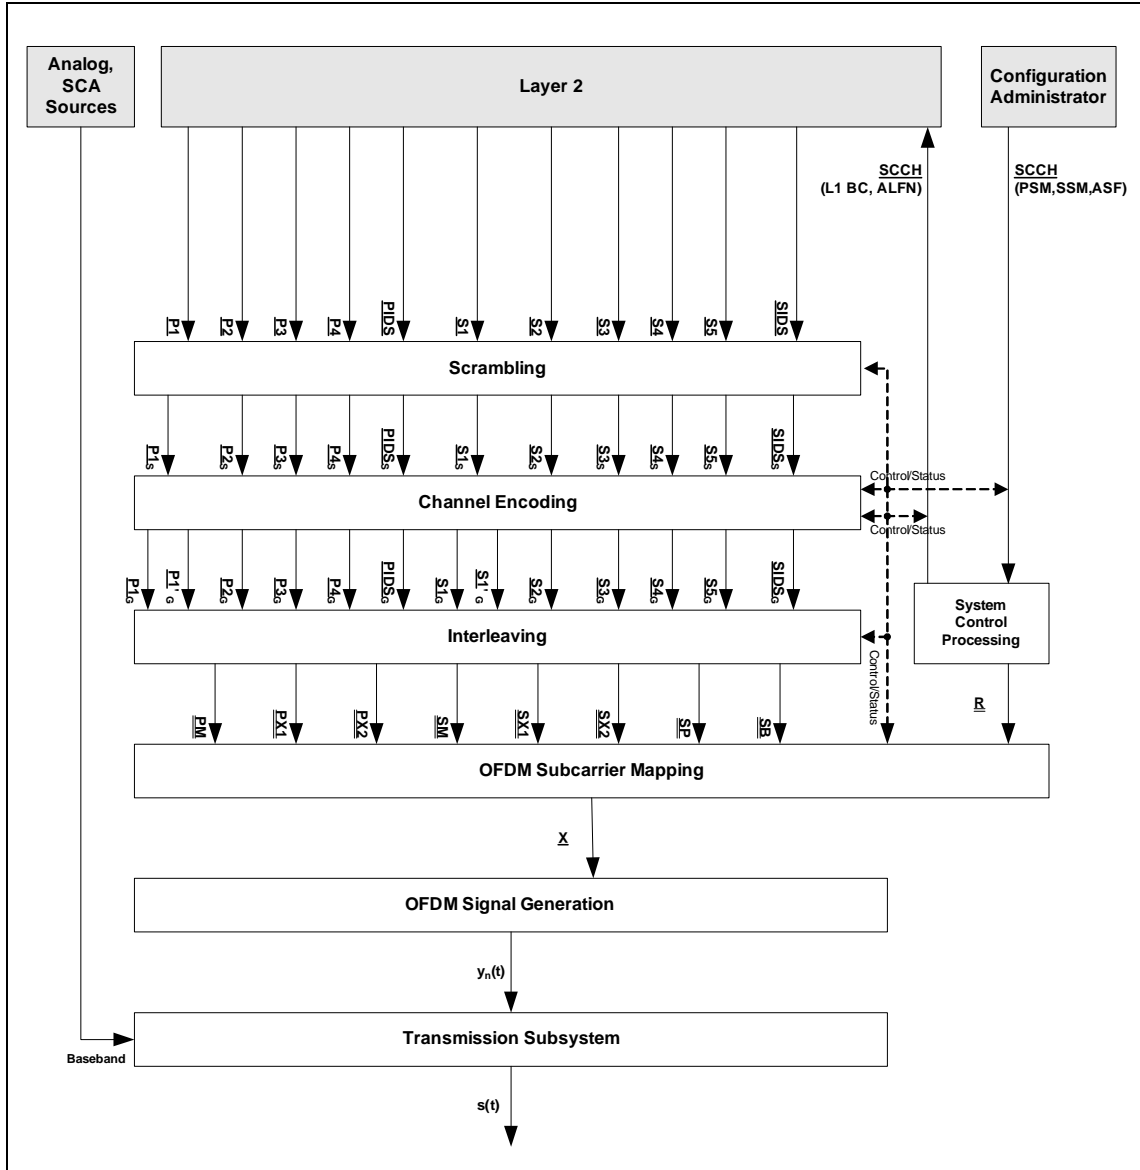 Analog,
SCA
Sources
Layer 2
Configuration
Administrator
SCCH
(L1 BC, ALFN)
SCCH
(PSM,SSM,ASF)
P1
P2
P3
P4
PIDS
S1
S2
S3
S4
S5
SIDS
Scrambling
P1S
P2S
P3S
P4S
PIDSS
S1S
S2S
S3S
S4S
S5S
SIDSS
Control/Status
Channel Encoding
Control/Status
P1G
P1'G
P2G
P3G
P4G
PIDSG
S1G
S1'G
S2G
S3G
S4G
S5G
SIDSG
System
Control
Processing
Interleaving
Control/Status
PM
PX1
PX2
SM
SX1
SX2
SP
SB
R
OFDM Subcarrier Mapping
X
OFDM Signal Generation
yn(t)
Transmission Subsystem
Baseband
s(t)